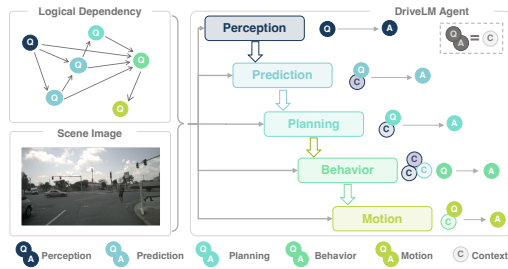 Logical Dependency
Q
Q
Q
Q
Q
Q
Scene Image
DriveLM Agent
Perception
Q
A
Q
A
=
C
Prediction
Q
C
A
Planning
Q
C
A
Behavior
C
C
C
Q
A
Motion
Q
C
A
Q
A
Perception
Q
A
Prediction
Q
A
Planning
Q
A
Behavior
Q
A
Motion
C
Context